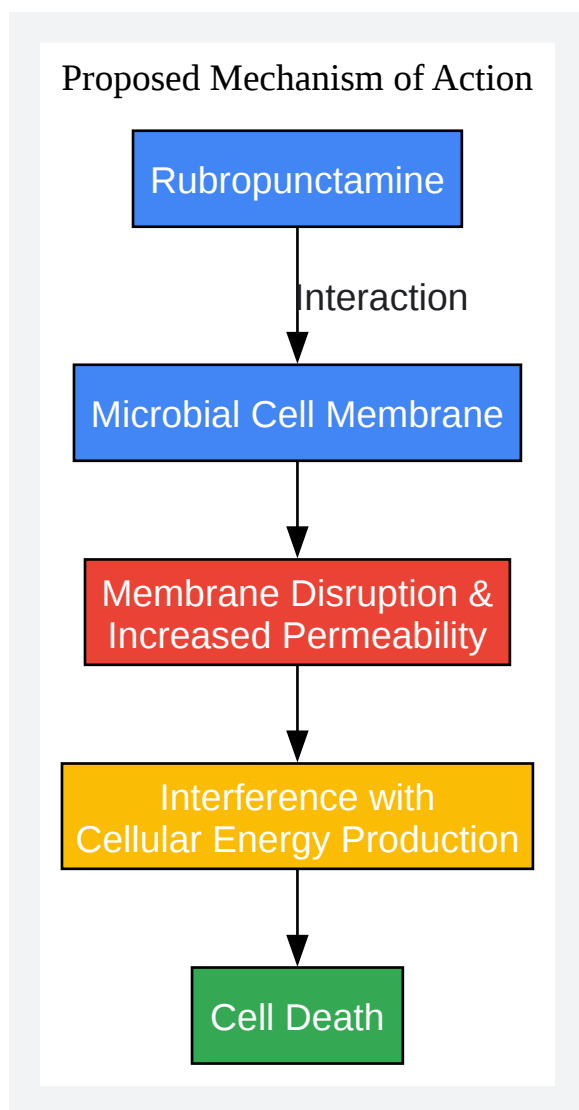 Proposed Mechanism of Action
Rubropunctamine
Interaction
Microbial Cell Membrane
Membrane Disruption &
Increased Permeability
Interference with
Cellular Energy Production
Cell Death